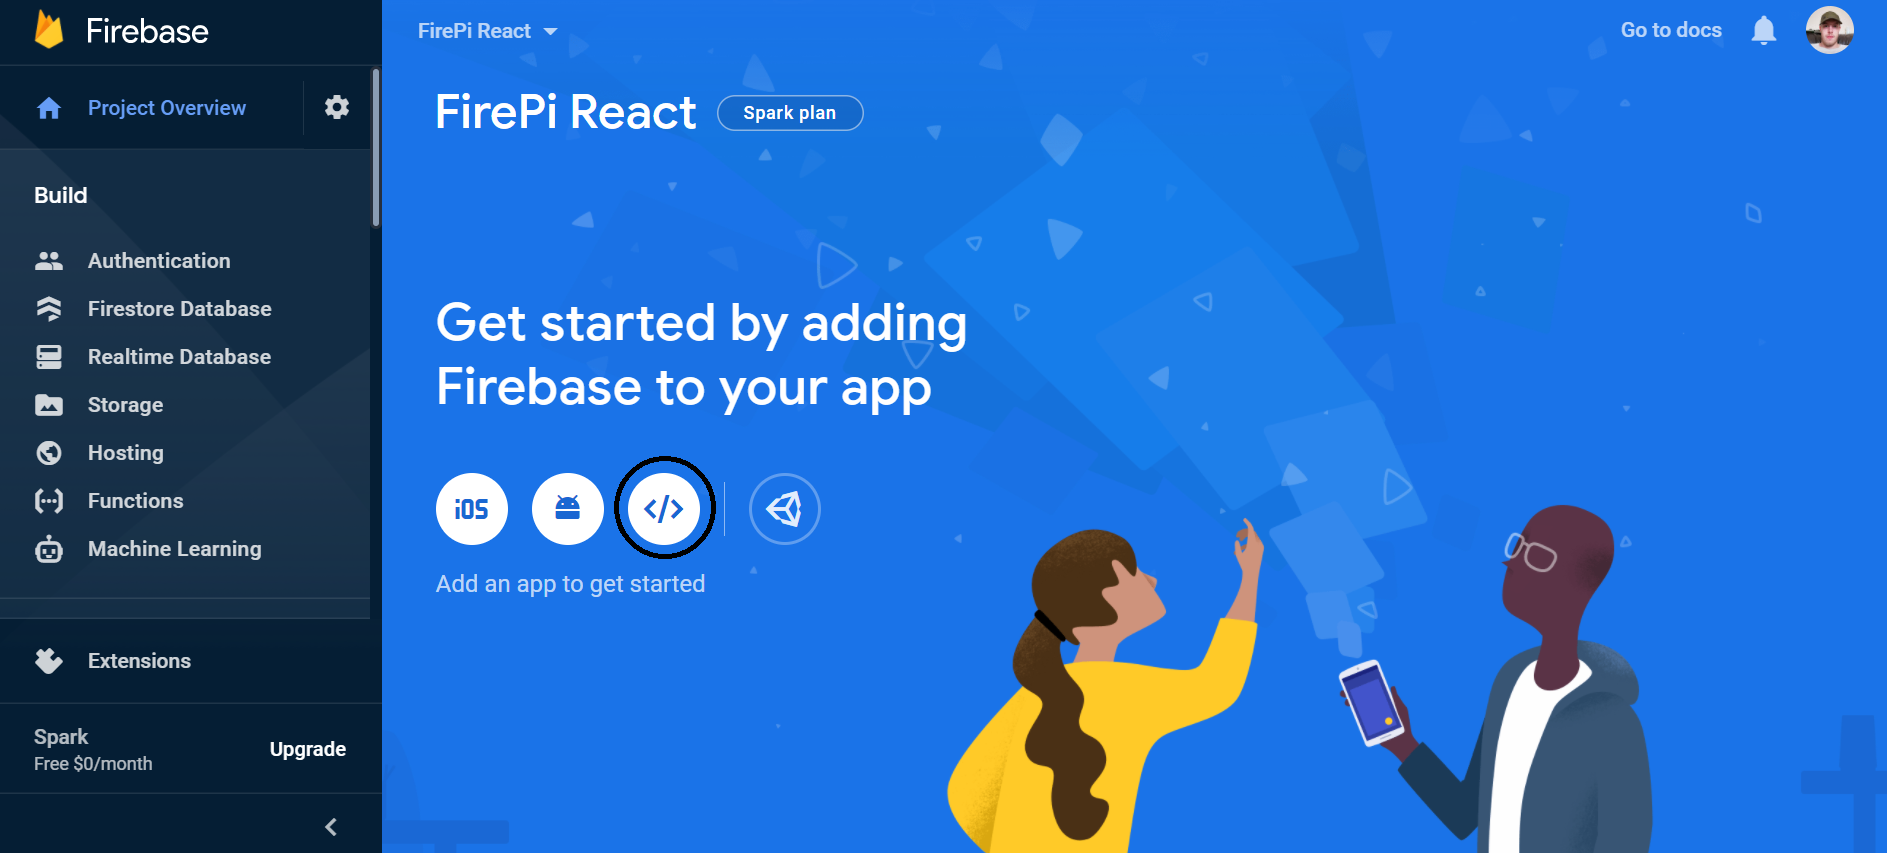 Firebase
Project Overview
Build
Authentication
Firestore Database
Realtime Database
Storage
Hosting
Functions
Machine Learning
Extensions
Spark
Free $0/month
Upgrade
FirePi React
Go to docs
FirePi React
Spark plan
Get started by adding
Firebase to your app
iOS
</>
Add an app to get started